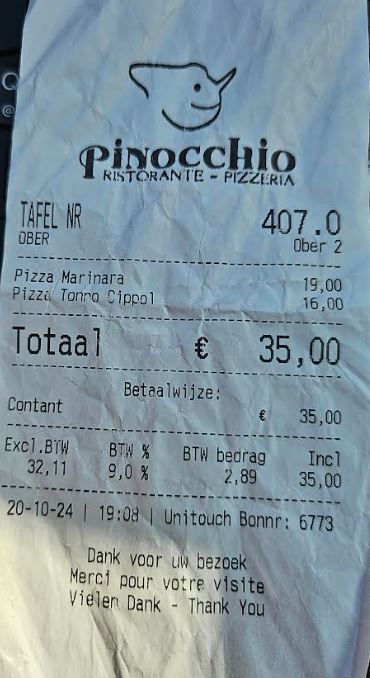 Pinocchio
RISTORANTE - PIZZERIA
TAFEL NR 407.0
OBER Ober 2
Pizza Marinara 19,00
Pizza Tonno Cippol 16,00
Totaal € 35,00
Betaalwijze:
Contant € 35,00
Excl.BTW BTW % BTW bedrag Incl
32,11 9,0 % 2,89 35,00
20-10-24 | 19:08 | Unitouch Bonnr: 6773
Dank voor uw bezoek
Merci pour votre visite
Vielen Dank - Thank You